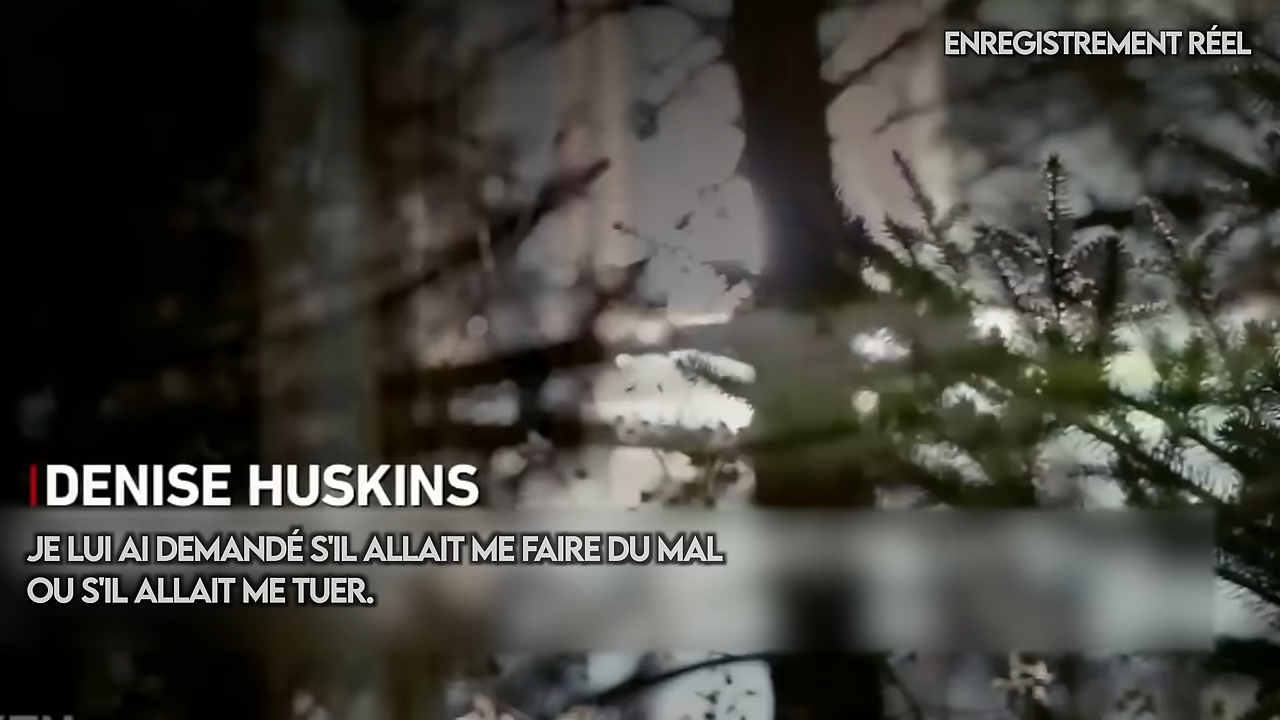 ENREGISTREMENT RÉEL
DENISE HUSKINS
JE LUI AI DEMANDÉ S'IL ALLAIT ME FAIRE DU MAL
OU S'IL ALLAIT ME TUER.